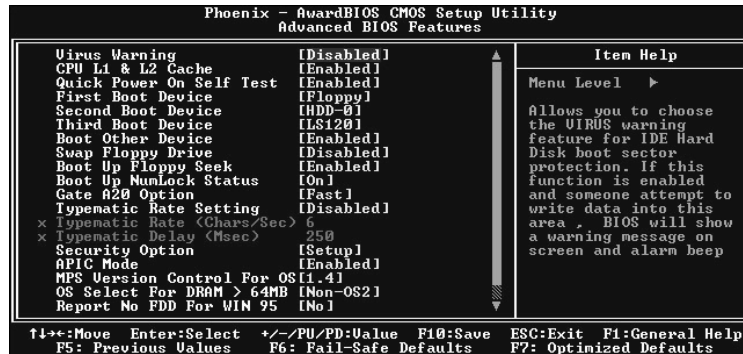 Phoenix - AwardBIOS CMOS Setup Utility
Advanced BIOS Features
Virus Warning [Disabled]
CPU L1 & L2 Cache [Enabled]
Quick Power On Self Test [Enabled]
First Boot Device [Floppy]
Second Boot Device [HDD-0]
Third Boot Device [LS120]
Boot Other Device [Enabled]
Swap Floppy Drive [Disabled]
Boot Up Floppy Seek [Enabled]
Boot Up NumLock Status [On]
Gate A20 Option [Fast]
Typematic Rate Setting [Disabled]
x Typematic Rate (Chars/Sec) 6
x Typematic Delay (Msec) 250
Security Option [Setup]
APIC Mode [Enabled]
MPS Version Control For OS[1.4]
OS Select For DRAM > 64MB [Non-OS2]
Report No FDD For WIN 95 [No]
Item Help
Menu Level ▶
Allows you to choose
the VIRUS warning
feature for IDE Hard
Disk boot sector
protection. If this
function is enabled
and someone attempt to
write data into this
area , BIOS will show
a warning message on
screen and alarm beep
↑↓→←:Move Enter:Select +/-/PU/PD:Value F10:Save ESC:Exit F1:General Help
F5: Previous Values F6: Fail-Safe Defaults F7: Optimized Defaults